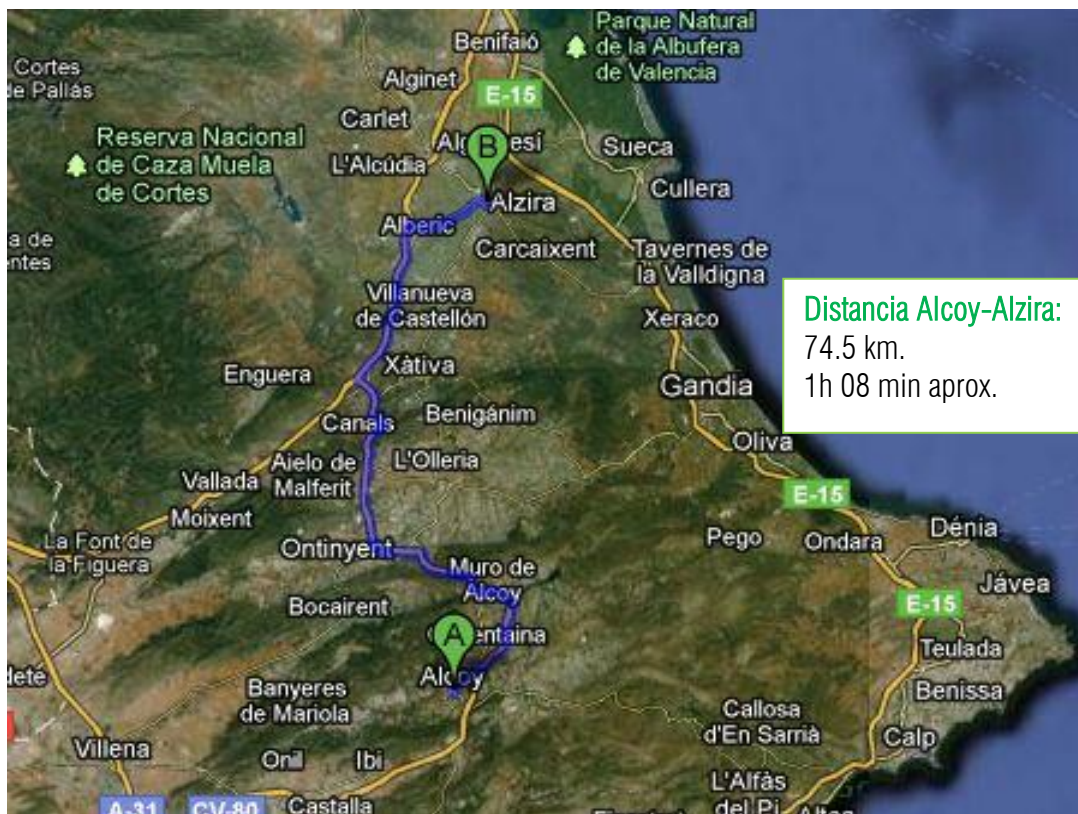 Parque Natural
de la Albufera
de Valencia
Benifaió
Cortes
de Pallás
Alginet
E-15
Carlet
Reserva Nacional
de Caza Muela
de Cortes
B
Sueca
L'Alcúdia
Cullera
Alzira
Alberic
Carcaixent
Tavernes de
la Valldigna
Villanueva
de Castellón
Distancia Alcoy-Alzira:
74.5 km.
1h 08 min aprox.
Xeraco
Xàtiva
Enguera
Gandia
Benigánim
Canals
Oliva
L'Olleria
Aielo de
Malferit
Vallada
E-15
Moixent
La Font de
la Figuera
Ontinyent
Pego
Ondara
Dénia
Muro de
Alcoy
Jávea
Bocairent
E-15
A
Teulada
Alcoy
Banyeres
de Mariola
Benissa
Callosa
d'En Sarrià
Calp
Villena
Onil
Ibi
L'Alfàs
del Pi
A-31
CV-80
Castalla